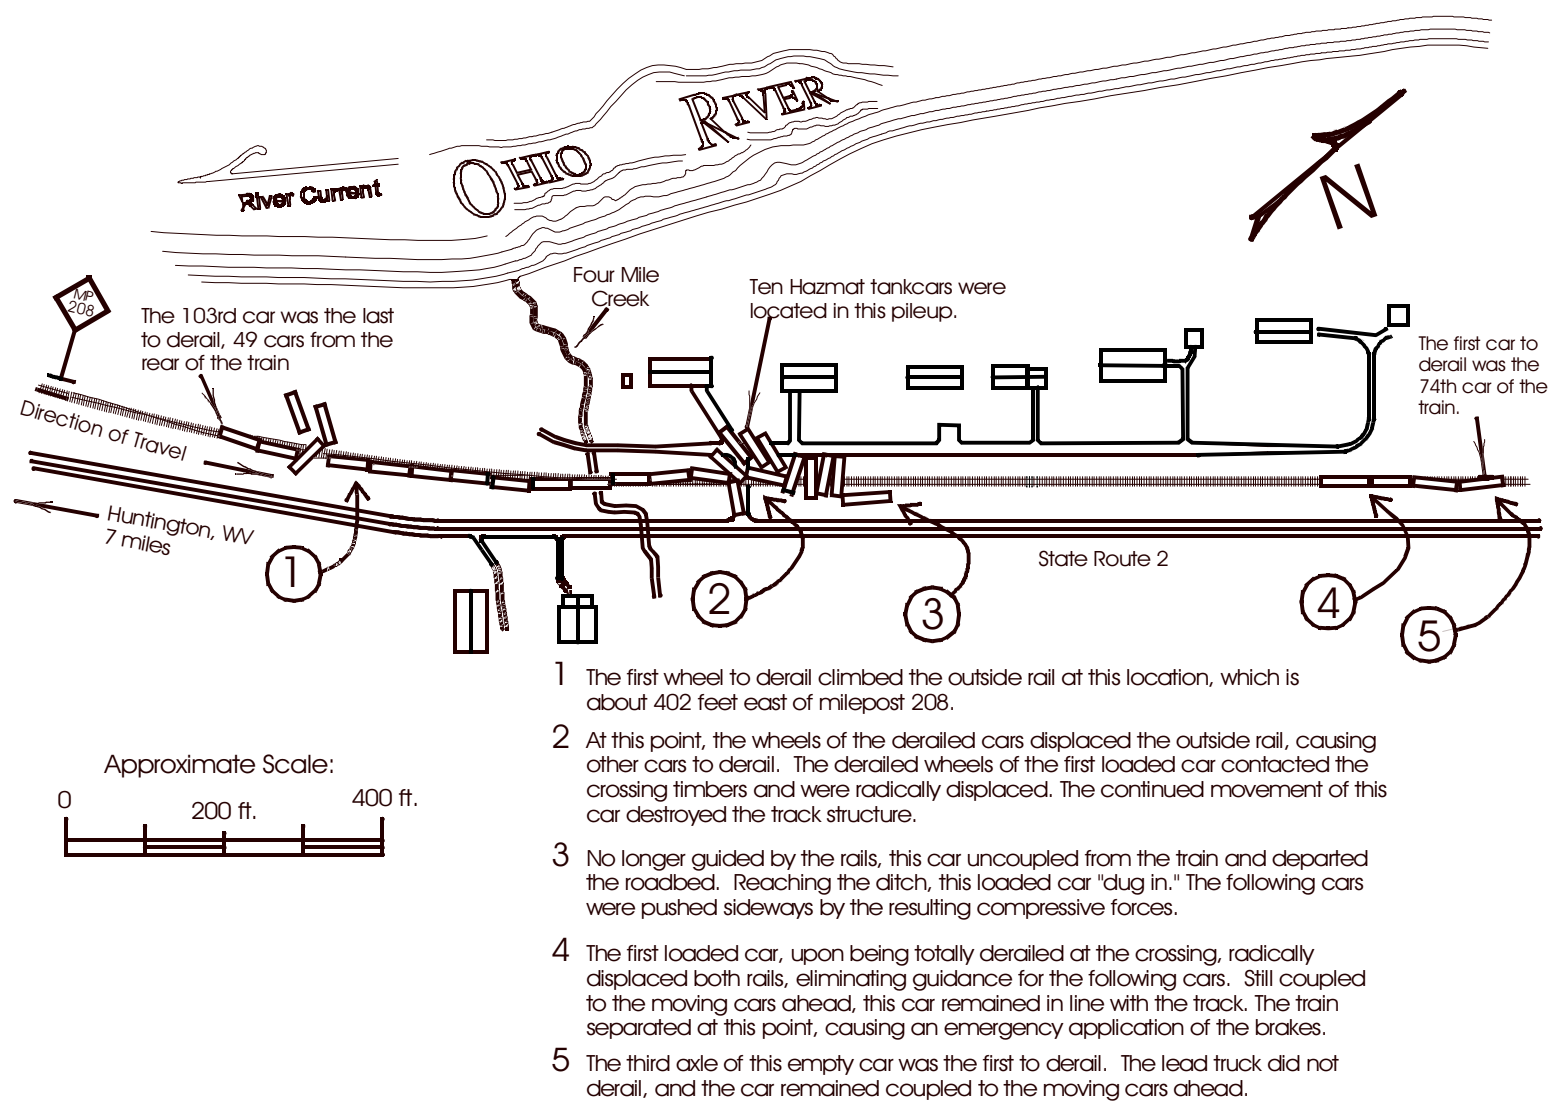 OHIO RIVER
River Current
N
MP
208
The 103rd car was the last
to derail, 49 cars from the
rear of the train
Four Mile
Creek
Ten Hazmat tankcars were
located in this pileup.
The first car to
derail was the
74th car of the
train.
Direction of Travel
Huntington, WV
7 miles
State Route 2
1
2
3
4
5
1 The first wheel to derail climbed the outside rail at this location, which is
about 402 feet east of milepost 208.
2 At this point, the wheels of the derailed cars displaced the outside rail, causing
other cars to derail. The derailed wheels of the first loaded car contacted the
crossing timbers and were radically displaced. The continued movement of this
car destroyed the track structure.
3 No longer guided by the rails, this car uncoupled from the train and departed
the roadbed. Reaching the ditch, this loaded car "dug in." The following cars
were pushed sideways by the resulting compressive forces.
4 The first loaded car, upon being totally derailed at the crossing, radically
displaced both rails, eliminating guidance for the following cars. Still coupled
to the moving cars ahead, this car remained in line with the track. The train
separated at this point, causing an emergency application of the brakes.
5 The third axle of this empty car was the first to derail. The lead truck did not
derail, and the car remained coupled to the moving cars ahead.
Approximate Scale:
0 200 ft. 400 ft.